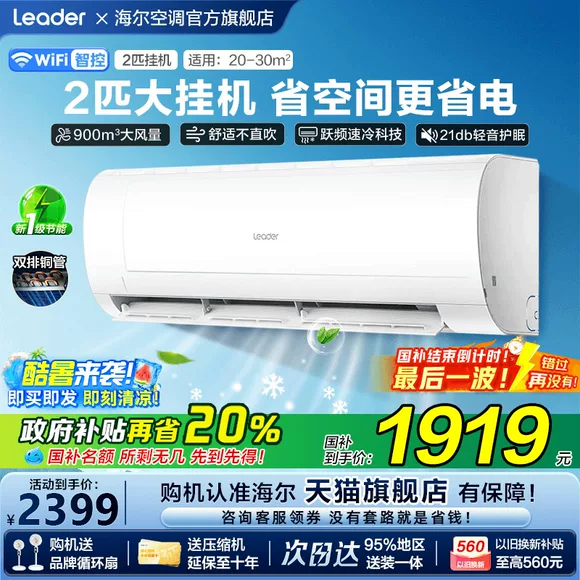 Leader × 海尔空调官方旗舰店
WiFi 智控 2匹挂机 适用：20-30m²
2匹大挂机 省空间更省电
900m³大风量 舒适不直吹 跃频速冷科技 21db轻音护眠
新1级节能
双排铜管
Leader
酷暑来袭!
即买即发 即刻清凉!
国补结束倒计时!
最后一波!
错过再没有!
政府补贴再省20%
国补名额 所剩无几 先到先得!
国补到手价: 1919元
活动到手价:
¥2399
购机认准海尔 天猫旗舰店 有保障!
咨询客服领券 没有套路就是省钱!
购机送
品牌循环扇
送压缩机
延保至十年
次日达
95%地区
送装一体
560
以旧换新
以旧换新补贴
至高560元